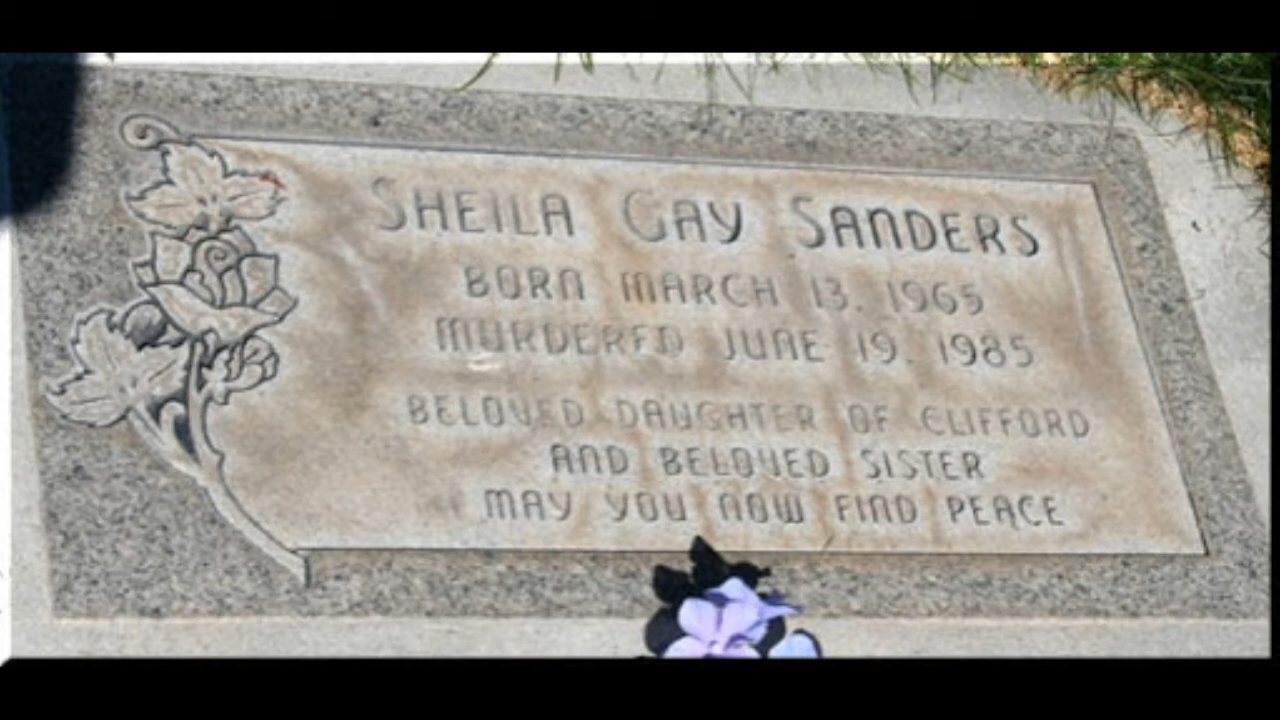 SHEILA GAY SANDERS
BORN MARCH 13. 1965
MURDERED JUNE 19. 1985
BELOVED DAUGHTER OF CLIFFORD
AND BELOVED SISTER
MAY YOU NOW FIND PEACE